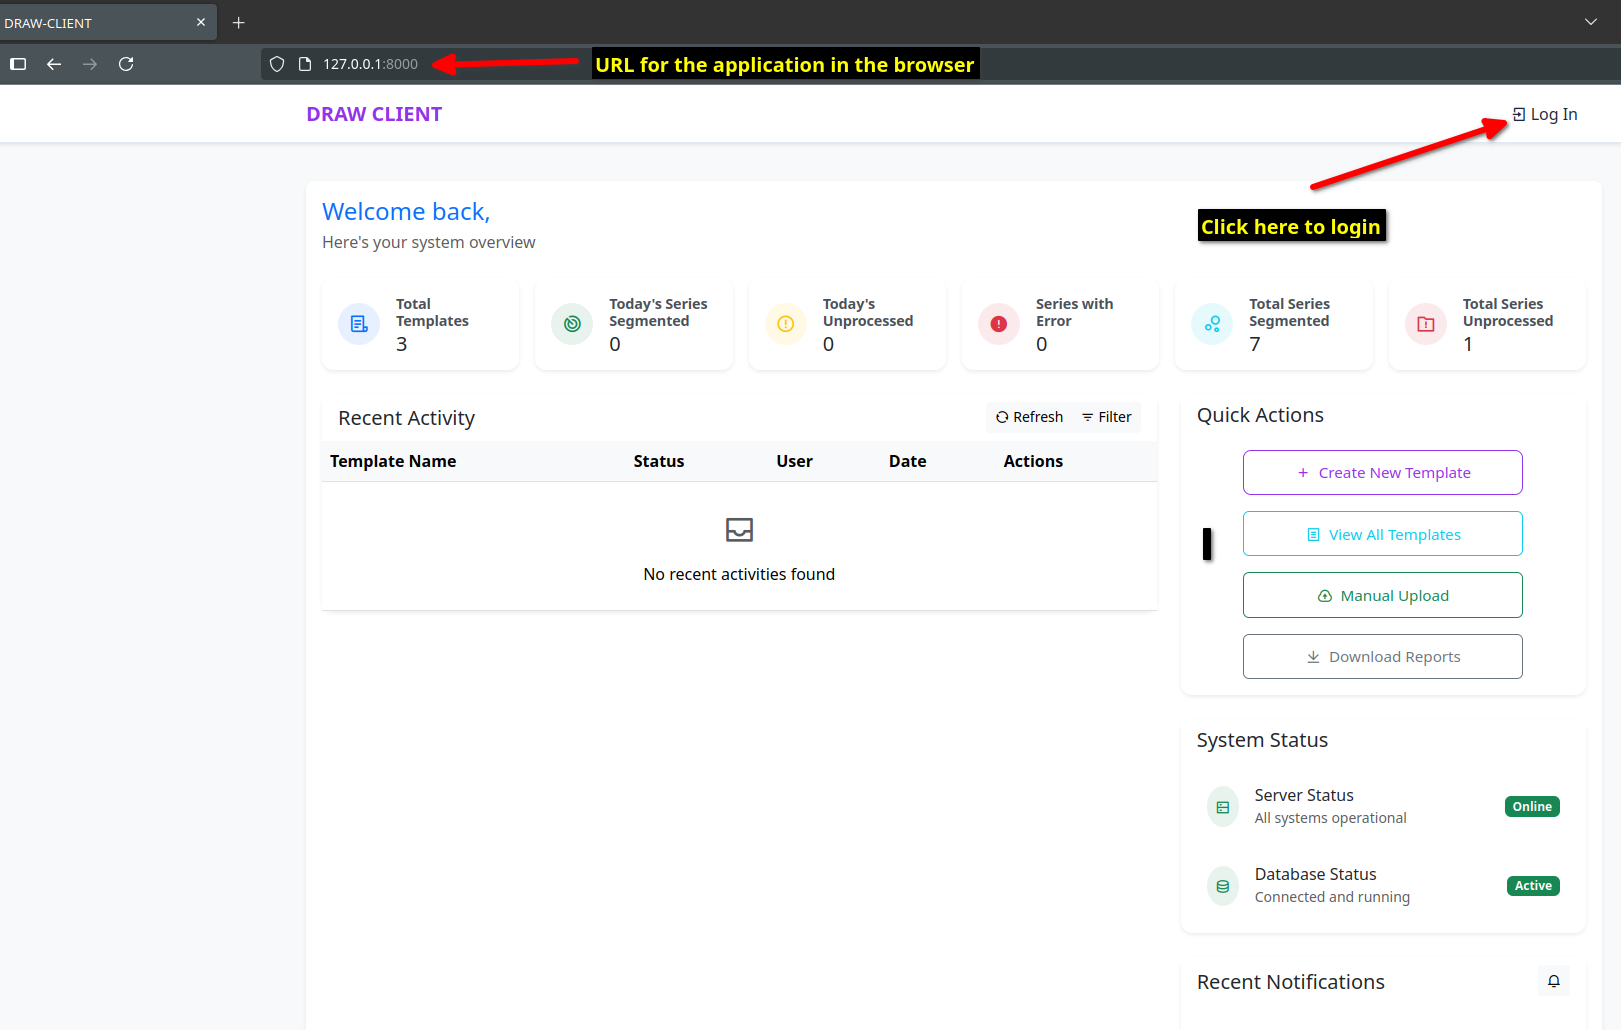 DRAW-CLIENT
127.0.0.1:8000
URL for the application in the browser
DRAW CLIENT
Log In
Click here to login
Welcome back,
Here's your system overview
Total
Templates
3
Today's Series
Segmented
0
Today's
Unprocessed
0
Series with
Error
0
Total Series
Segmented
7
Total Series
Unprocessed
1
Recent Activity
Refresh
Filter
Template Name Status User Date Actions
No recent activities found
Quick Actions
+ Create New Template
View All Templates
Manual Upload
Download Reports
System Status
Server Status
All systems operational
Online
Database Status
Connected and running
Active
Recent Notifications